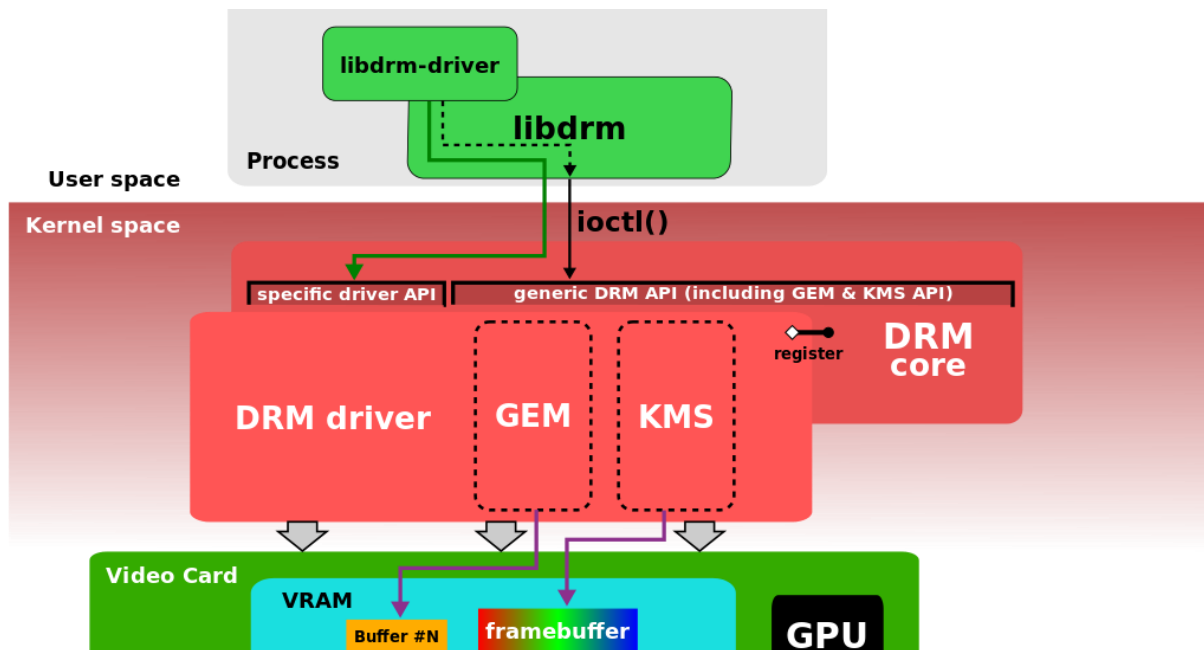 libdrm-driver
libdrm
Process
User space
Kernel space
ioctl()
specific driver API
generic DRM API (including GEM & KMS API)
register
DRM
core
DRM driver
GEM
KMS
Video Card
VRAM
Buffer #N
framebuffer
GPU